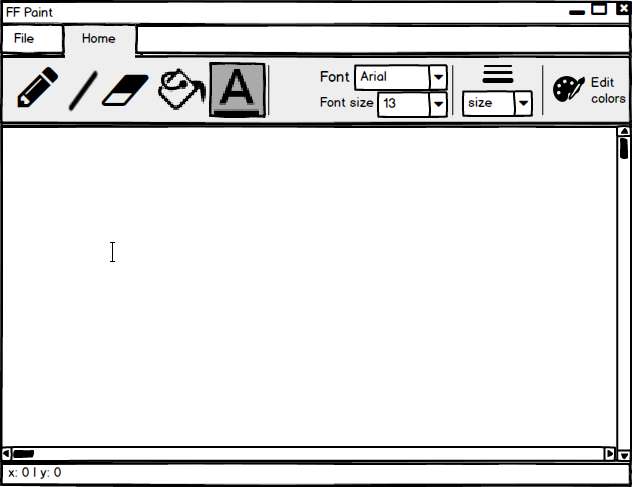 FF Paint
File Home
Font Arial
Font size 13
size
Edit
colors
A
x: 0 | y: 0